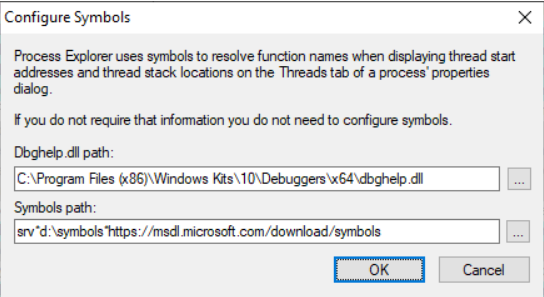 Configure Symbols
Process Explorer uses symbols to resolve function names when displaying thread start
addresses and thread stack locations on the Threads tab of a process' properties
dialog.
If you do not require that information you do not need to configure symbols.
Dbghelp.dll path:
C:\Program Files (x86)\Windows Kits\10\Debuggers\x64\dbghelp.dll
...
Symbols path:
srv*d:\symbols*https://msdl.microsoft.com/download/symbols
...
OK
Cancel